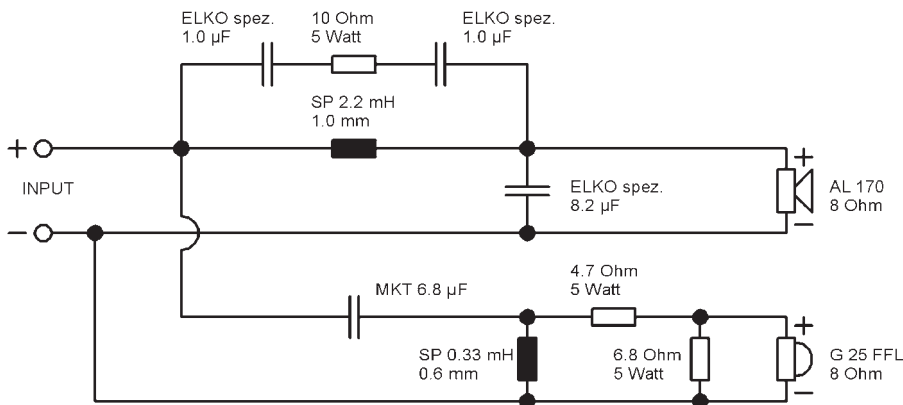 ELKO spez.
1.0 µF
10 Ohm
5 Watt
ELKO spez.
1.0 µF
SP 2.2 mH
1.0 mm
+
INPUT
−
ELKO spez.
8.2 µF
+
AL 170
8 Ohm
−
MKT 6.8 µF
4.7 Ohm
5 Watt
SP 0.33 mH
0.6 mm
6.8 Ohm
5 Watt
+
G 25 FFL
8 Ohm
−